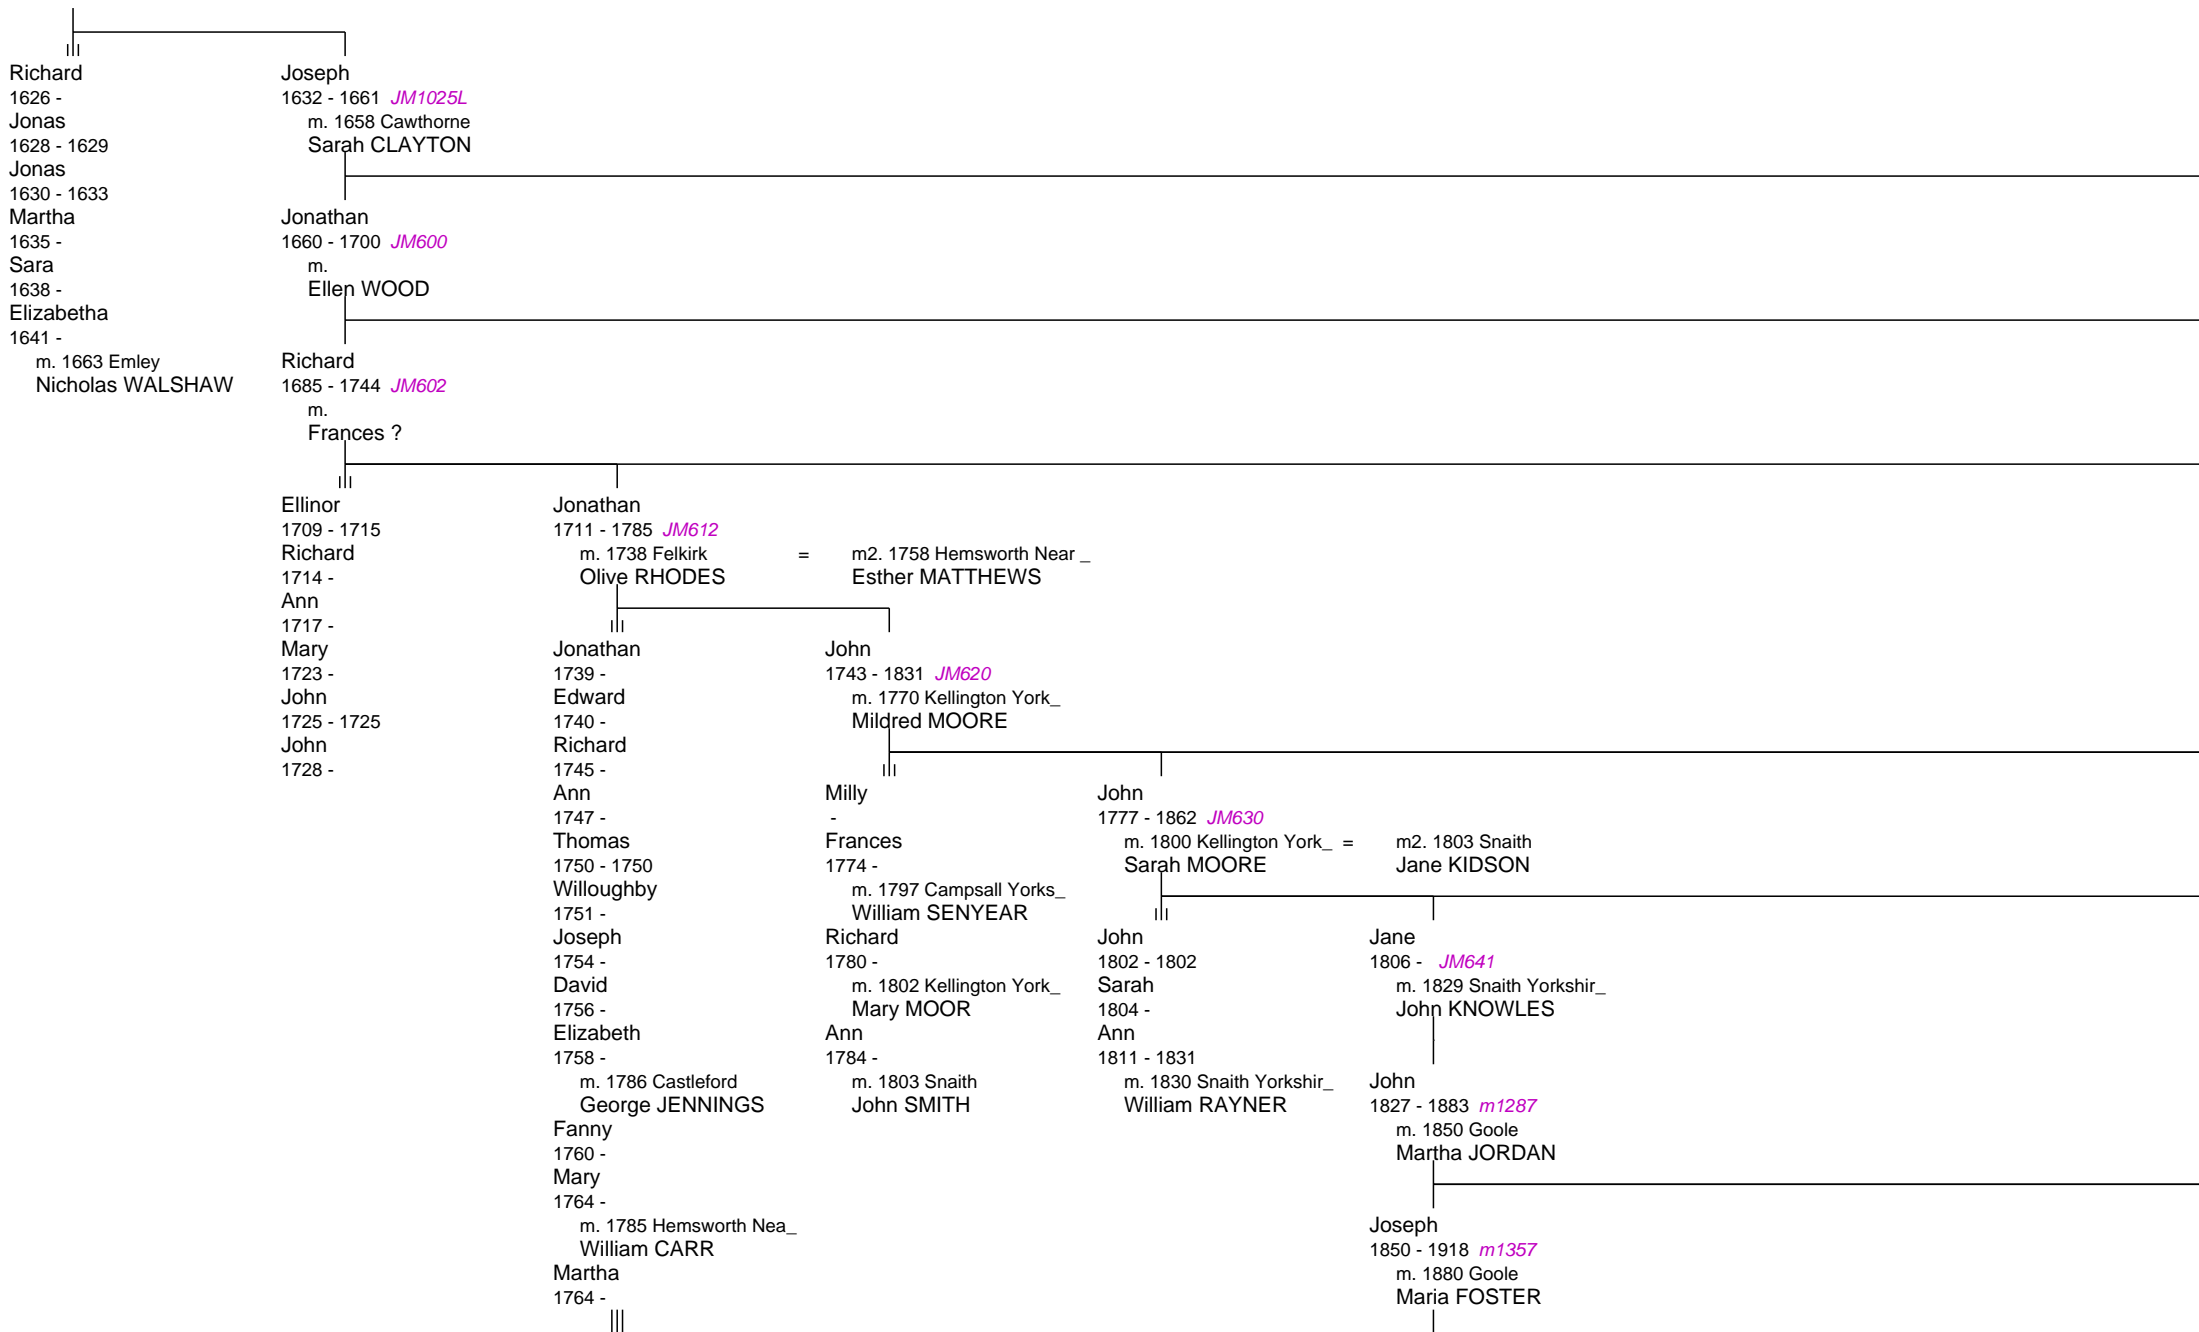 Richard
1626 -
Jonas
1628 - 1629
Jonas
1630 - 1633
Martha
1635 -
Sara
1638 -
Elizabetha
1641 -
m. 1663 Emley
Nicholas WALSHAW
Joseph
1632 - 1661 JM1025L
m. 1658 Cawthorne
Sarah CLAYTON
Jonathan
1660 - 1700 JM600
m.
Ellen WOOD
Richard
1685 - 1744 JM602
m.
Frances ?
Ellinor
1709 - 1715
Richard
1714 -
Ann
1717 -
Mary
1723 -
John
1725 - 1725
John
1728 -
Jonathan
1711 - 1785 JM612
m. 1738 Felkirk = m2. 1758 Hemsworth Near _
Olive RHODES Esther MATTHEWS
Jonathan
1739 -
Edward
1740 -
Richard
1745 -
Ann
1747 -
Thomas
1750 - 1750
Willoughby
1751 -
Joseph
1754 -
David
1756 -
Elizabeth
1758 -
m. 1786 Castleford
George JENNINGS
Fanny
1760 -
Mary
1764 -
m. 1785 Hemsworth Nea_
William CARR
Martha
1764 -
John
1743 - 1831 JM620
m. 1770 Kellington York_
Mildred MOORE
Milly
-
Frances
1774 -
m. 1797 Campsall Yorks_
William SENYEAR
Richard
1780 -
m. 1802 Kellington York_
Mary MOOR
Ann
1784 -
m. 1803 Snaith
John SMITH
John
1777 - 1862 JM630
m. 1800 Kellington York_ = m2. 1803 Snaith
Sarah MOORE Jane KIDSON
John
1802 - 1802
Sarah
1804 -
Ann
1811 - 1831
m. 1830 Snaith Yorkshir_
William RAYNER
Jane
1806 - JM641
m. 1829 Snaith Yorkshir_
John KNOWLES
John
1827 - 1883 m1287
m. 1850 Goole
Martha JORDAN
Joseph
1850 - 1918 m1357
m. 1880 Goole
Maria FOSTER